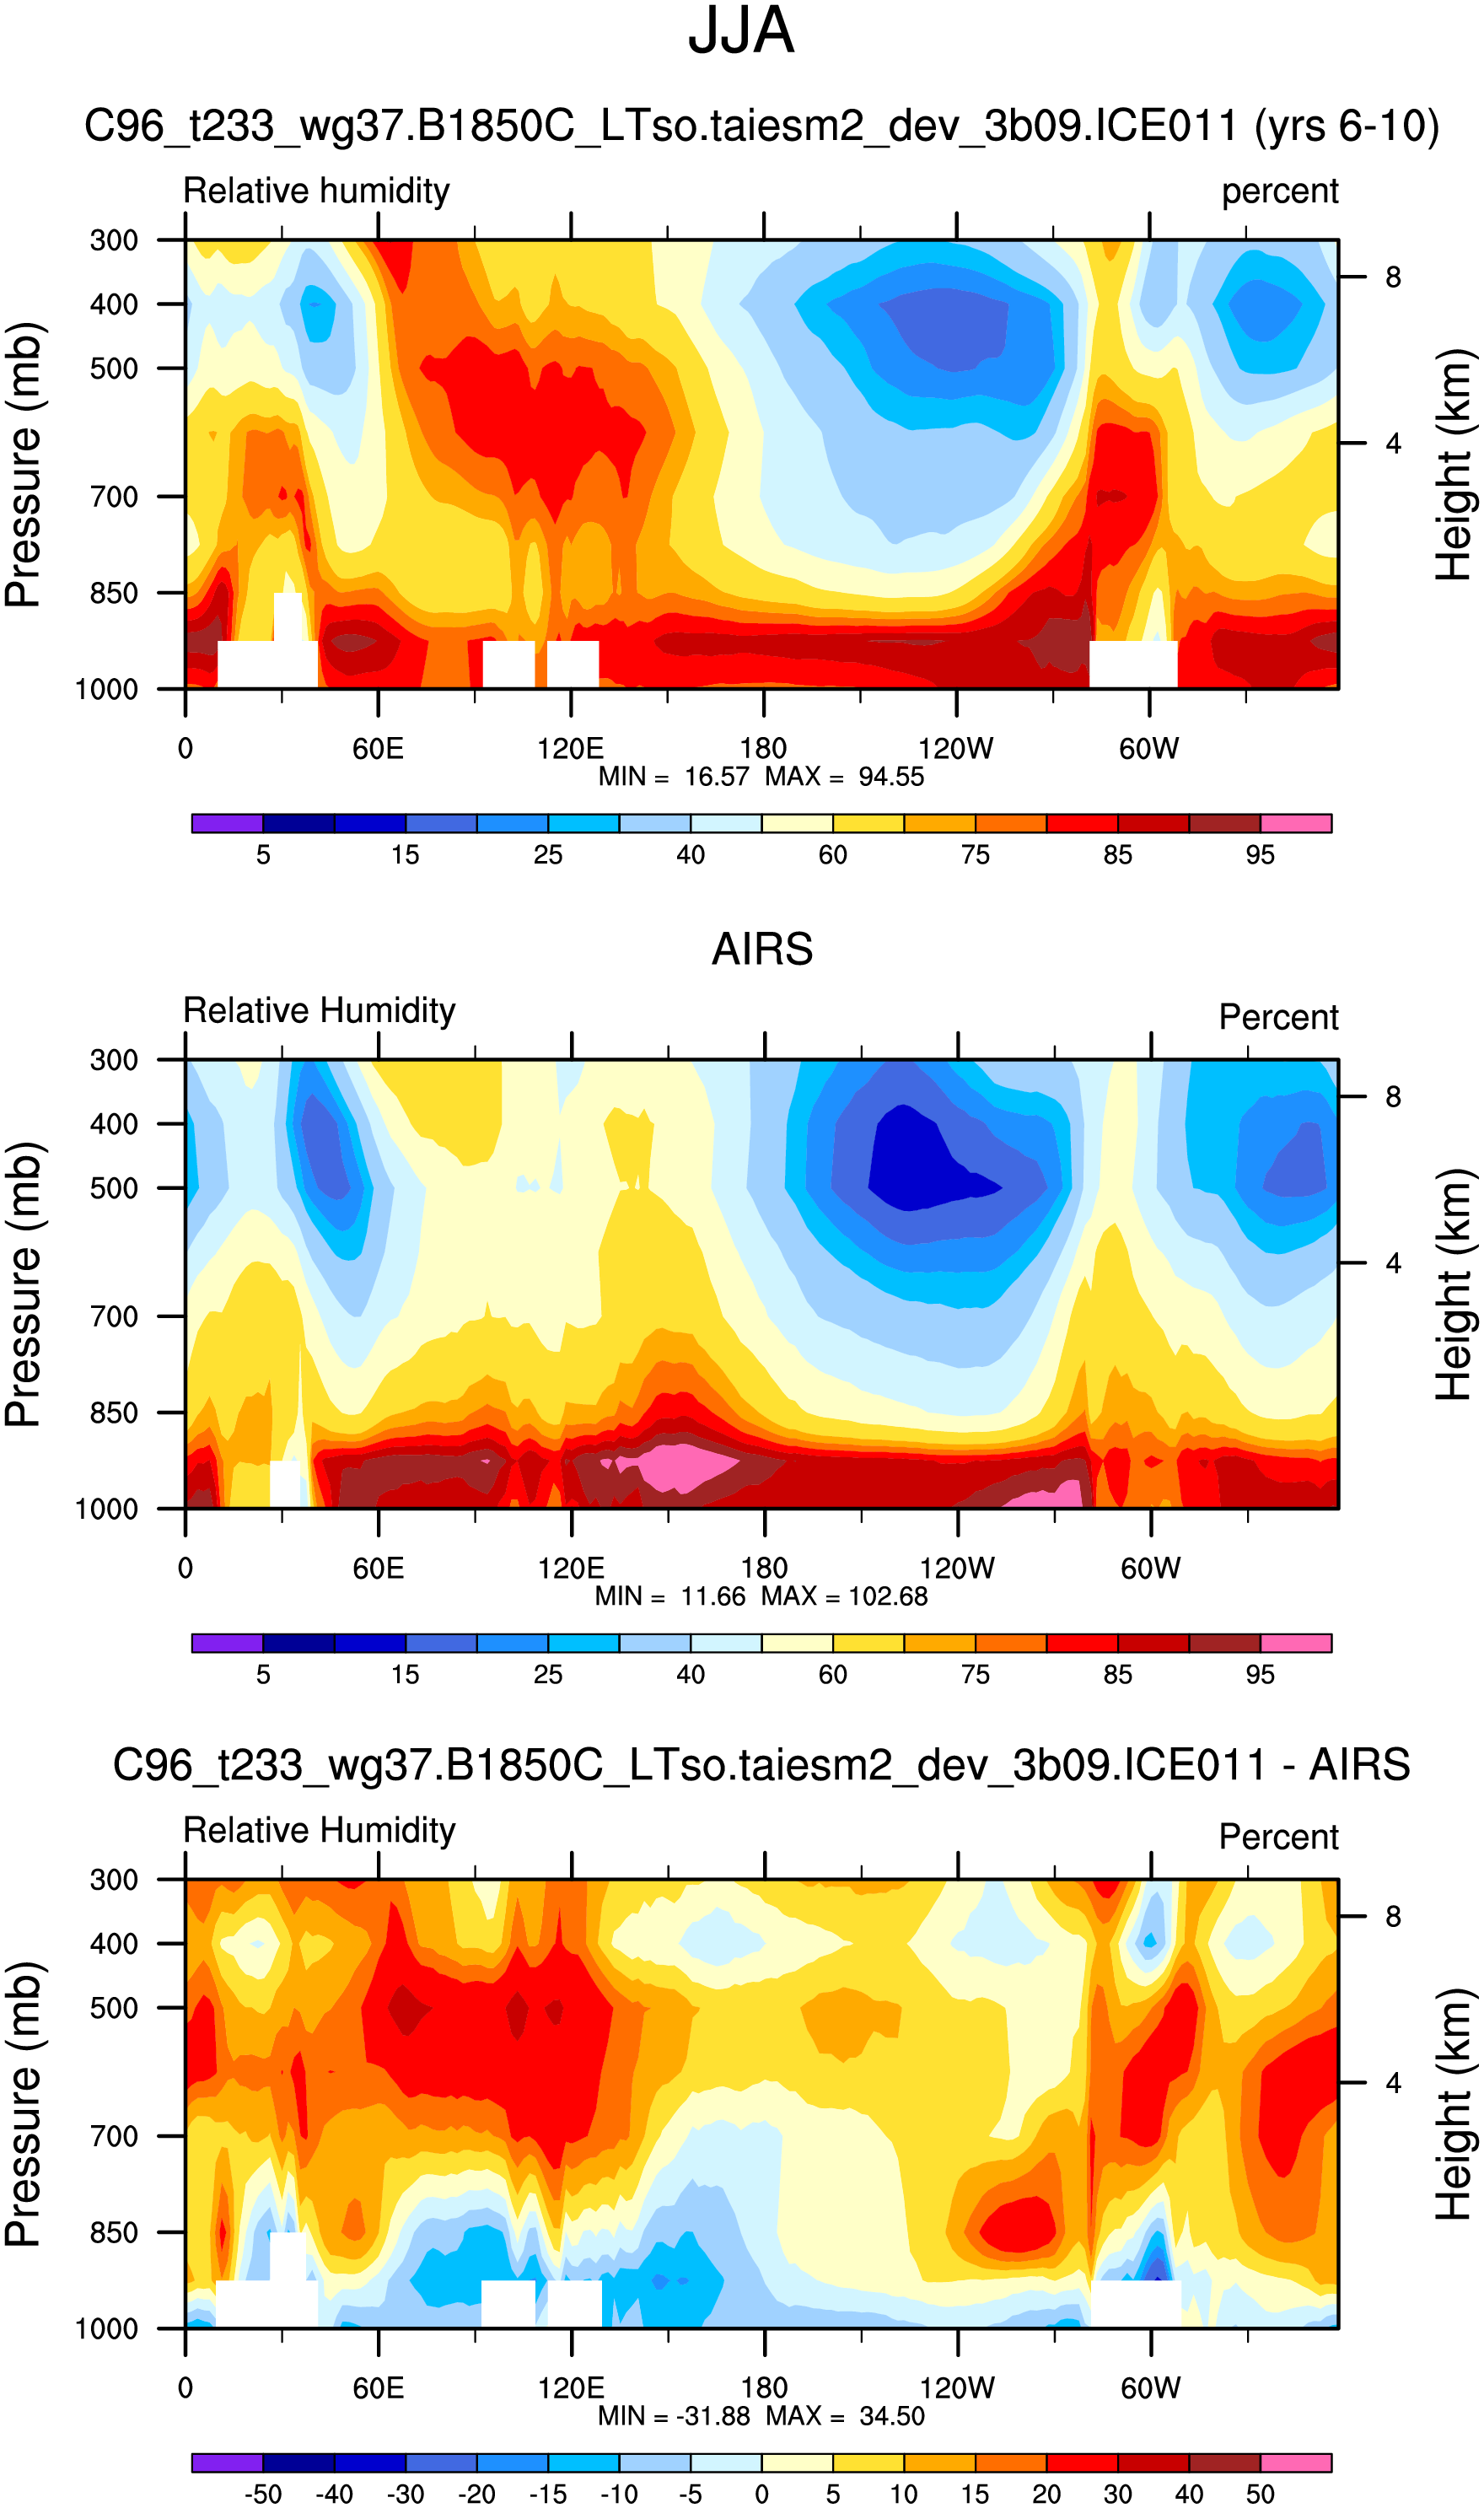 JJA
C96_t233_wg37.B1850C_LTso.taiesm2_dev_3b09.ICE011 (yrs 6-10)
Relative humidity percent
300
400
500
700
850
1000
Pressure (mb)
8
4
Height (km)
0 60E 120E 180 120W 60W
MIN = 16.57 MAX = 94.55
5 15 25 40 60 75 85 95
AIRS
Relative Humidity Percent
300
400
500
700
850
1000
Pressure (mb)
8
4
Height (km)
0 60E 120E 180 120W 60W
MIN = 11.66 MAX = 102.68
5 15 25 40 60 75 85 95
C96_t233_wg37.B1850C_LTso.taiesm2_dev_3b09.ICE011 - AIRS
Relative Humidity Percent
300
400
500
700
850
1000
Pressure (mb)
8
4
Height (km)
0 60E 120E 180 120W 60W
MIN = -31.88 MAX = 34.50
-50 -40 -30 -20 -15 -10 -5 0 5 10 15 20 30 40 50